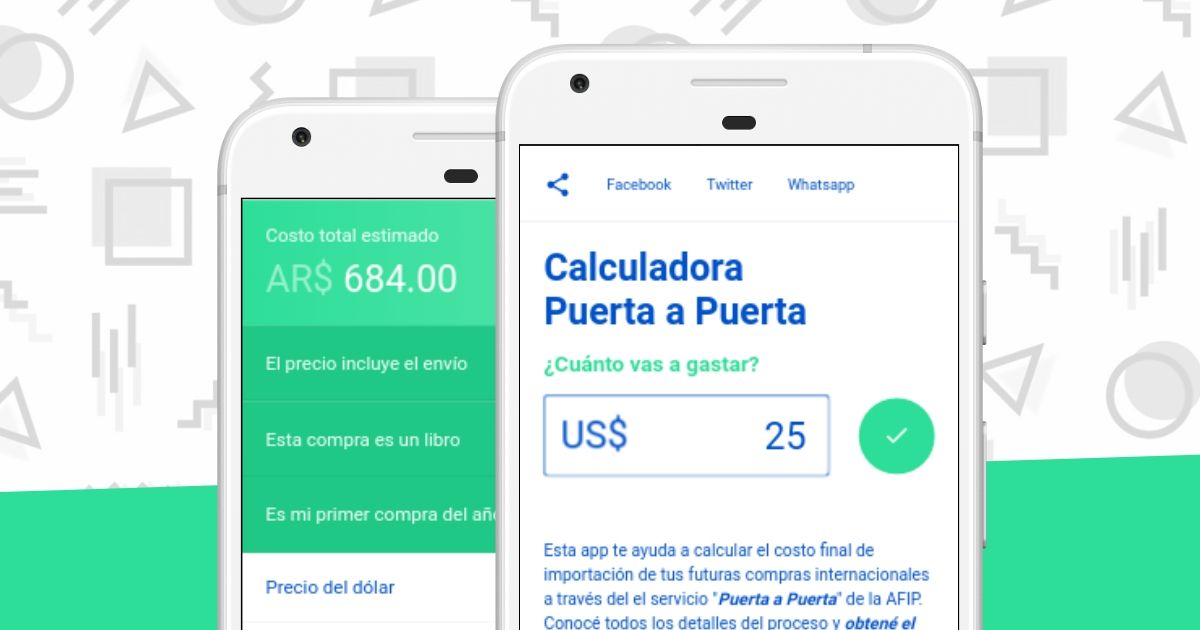 Costo total estimado
AR$ 684.00
El precio incluye el envío
Esta compra es un libro
Es mi primer compra del
Precio del dólar
Facebook Twitter Whatsapp
Calculadora
Puerta a Puerta
¿Cuánto vas a gastar?
US$ 25
Esta app te ayuda a calcular el costo final de
importación de tus futuras compras internacionales
a través del el servicio "Puerta a Puerta" de la AFIP.
Conocé todos los detalles del proceso y obtené el